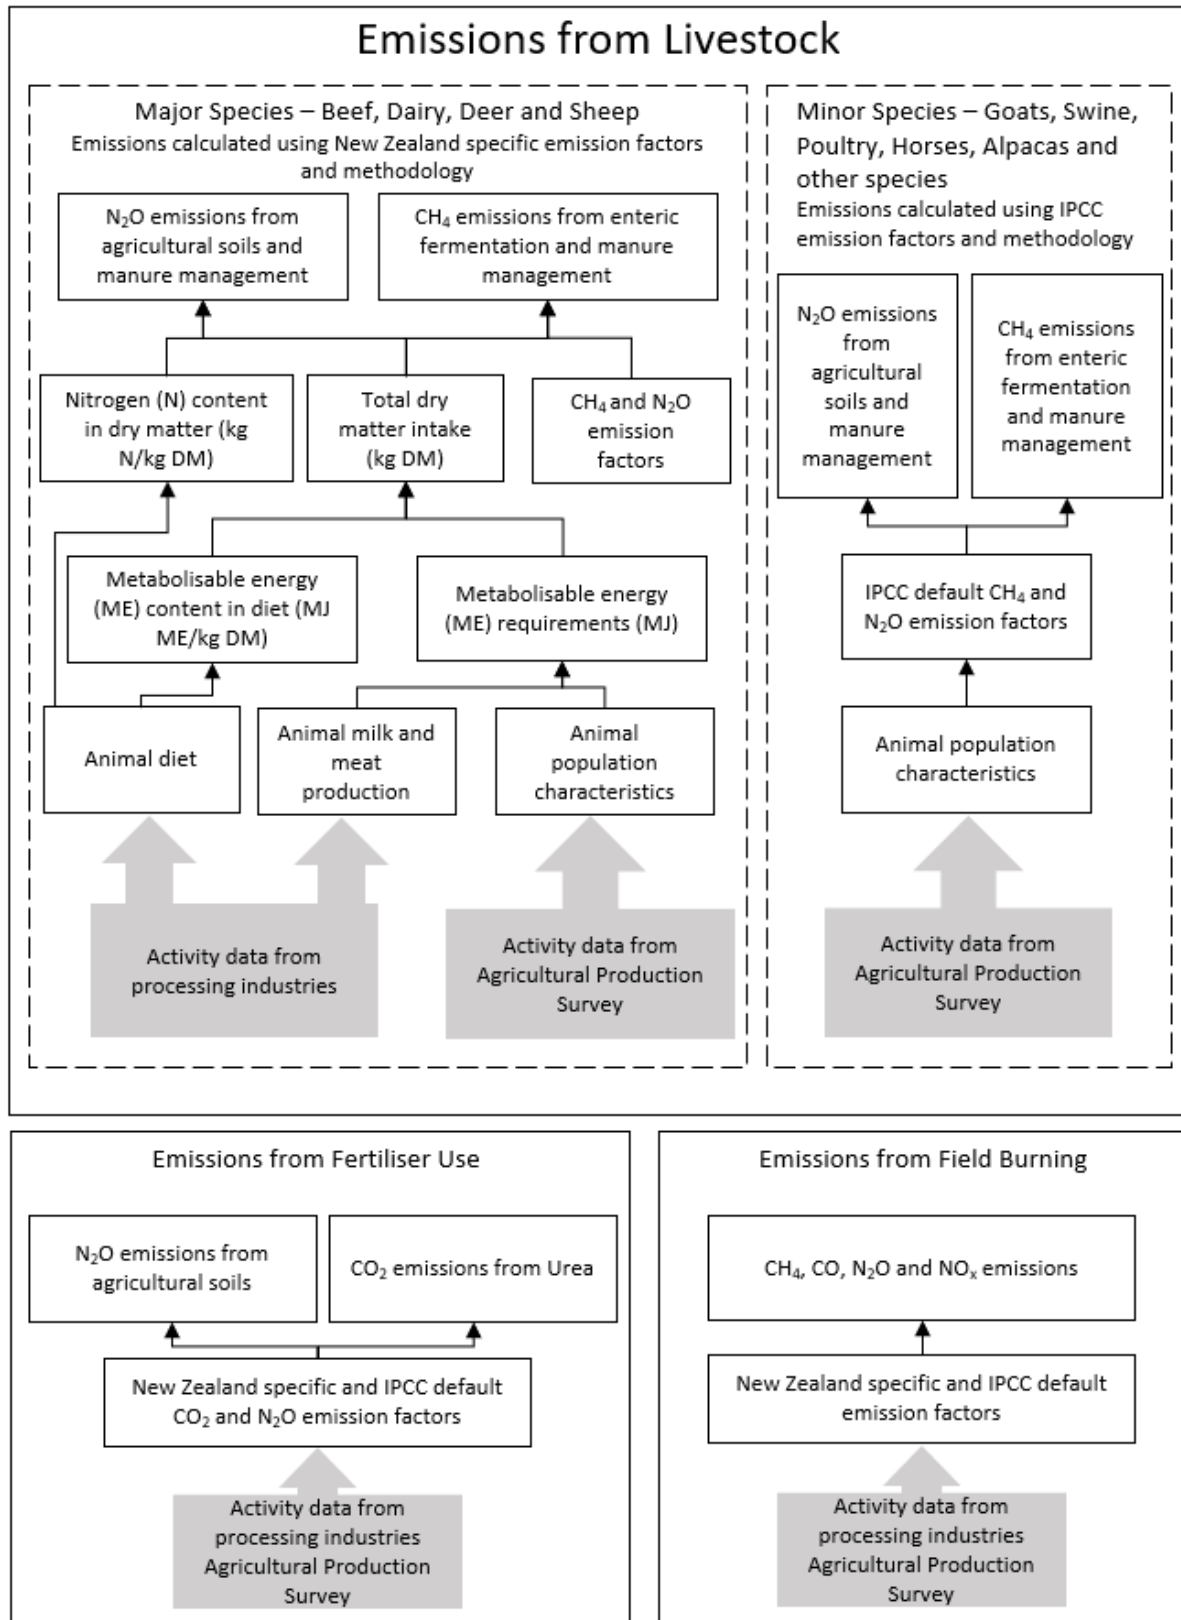 Emissions from Livestock
Major Species – Beef, Dairy, Deer and Sheep
Emissions calculated using New Zealand specific emission factors
and methodology
N₂O emissions from
agricultural soils and
manure management
CH₄ emissions from enteric
fermentation and manure
management
Nitrogen (N) content
in dry matter (kg
N/kg DM)
Total dry
matter intake
(kg DM)
CH₄ and N₂O
emission
factors
Metabolisable energy
(ME) content in diet (MJ
ME/kg DM)
Metabolisable energy
(ME) requirements (MJ)
Animal diet
Animal milk and
meat
production
Animal
population
characteristics
Activity data from
processing industries
Activity data from
Agricultural Production
Survey
Minor Species – Goats, Swine,
Poultry, Horses, Alpacas and
other species
Emissions calculated using IPCC
emission factors and methodology
N₂O emissions
from
agricultural
soils and
manure
management
CH₄ emissions
from enteric
fermentation
and manure
management
IPCC default CH₄ and
N₂O emission factors
Animal population
characteristics
Activity data from
Agricultural Production
Survey
Emissions from Fertiliser Use
N₂O emissions from
agricultural soils
CO₂ emissions from Urea
New Zealand specific and IPCC default
CO₂ and N₂O emission factors
Activity data from
processing industries
Agricultural Production
Survey
Emissions from Field Burning
CH₄, CO, N₂O and NOₓ emissions
New Zealand specific and IPCC default
emission factors
Activity data from
processing industries
Agricultural Production
Survey